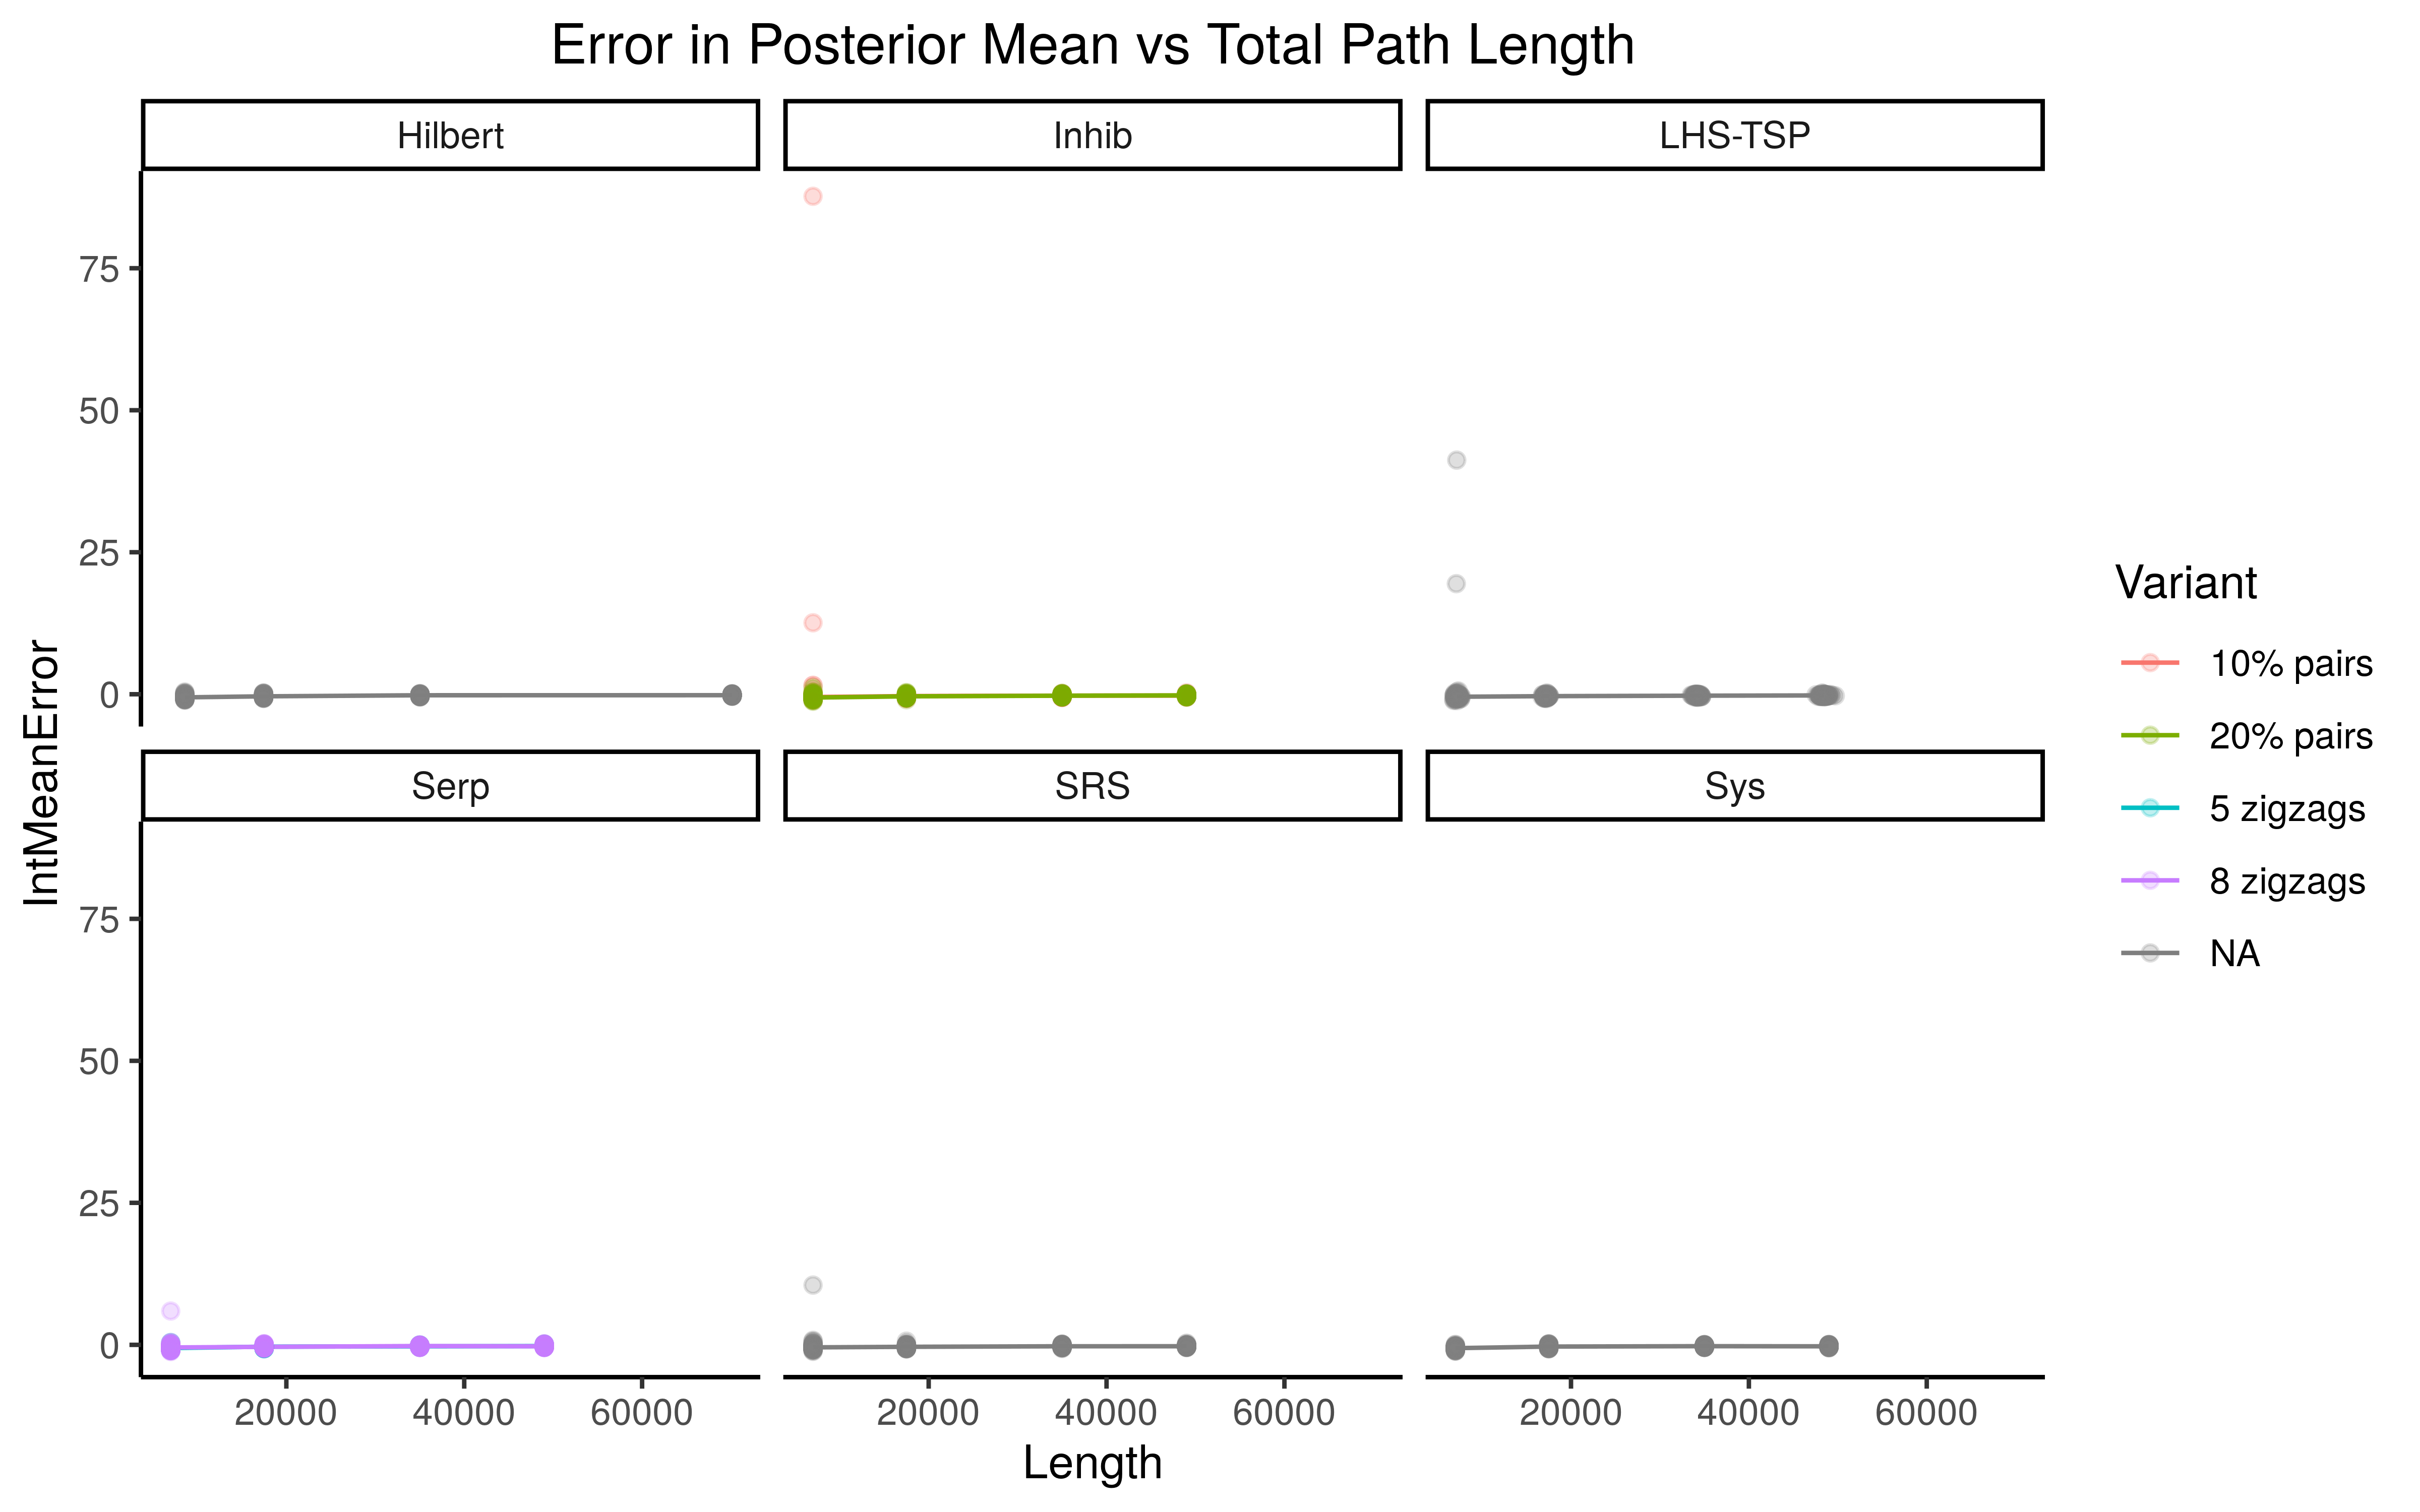 Error in Posterior Mean vs Total Path Length
Hilbert
Inhib
LHS-TSP
75
50
25
0
IntMeanError
Serp
SRS
Sys
75
50
25
0
20000 40000 60000
20000 40000 60000
20000 40000 60000
Length
Variant
10% pairs
20% pairs
5 zigzags
8 zigzags
NA